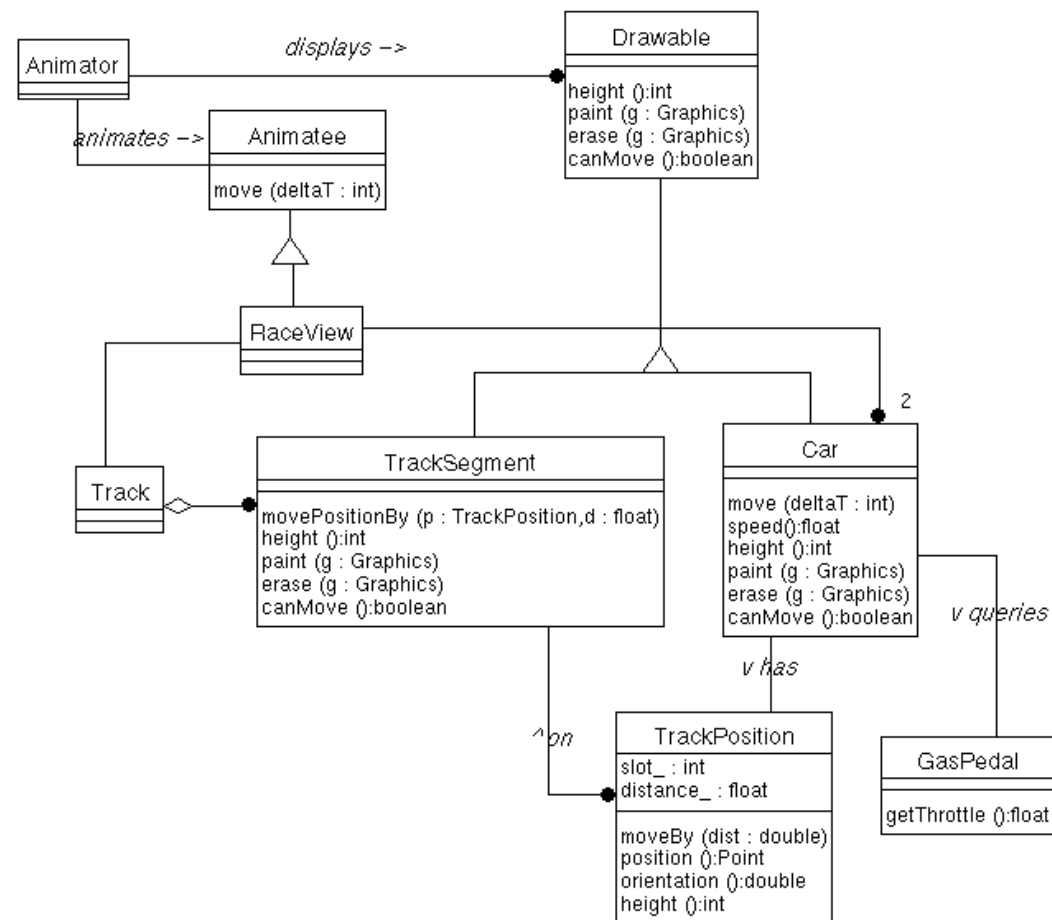 displays ->
Animator
Drawable
height ():int
paint (g : Graphics)
erase (g : Graphics)
canMove ():boolean
animates ->
Animatee
move (deltaT : int)
RaceView
2
Track
TrackSegment
movePositionBy (p : TrackPosition,d : float)
height ():int
paint (g : Graphics)
erase (g : Graphics)
canMove ():boolean
Car
move (deltaT : int)
speed():float
height ():int
paint (g : Graphics)
erase (g : Graphics)
canMove ():boolean
v queries
v has
^on
TrackPosition
slot_ : int
distance_ : float
moveBy (dist : double)
position ():Point
orientation ():double
height ():int
GasPedal
getThrottle ():float